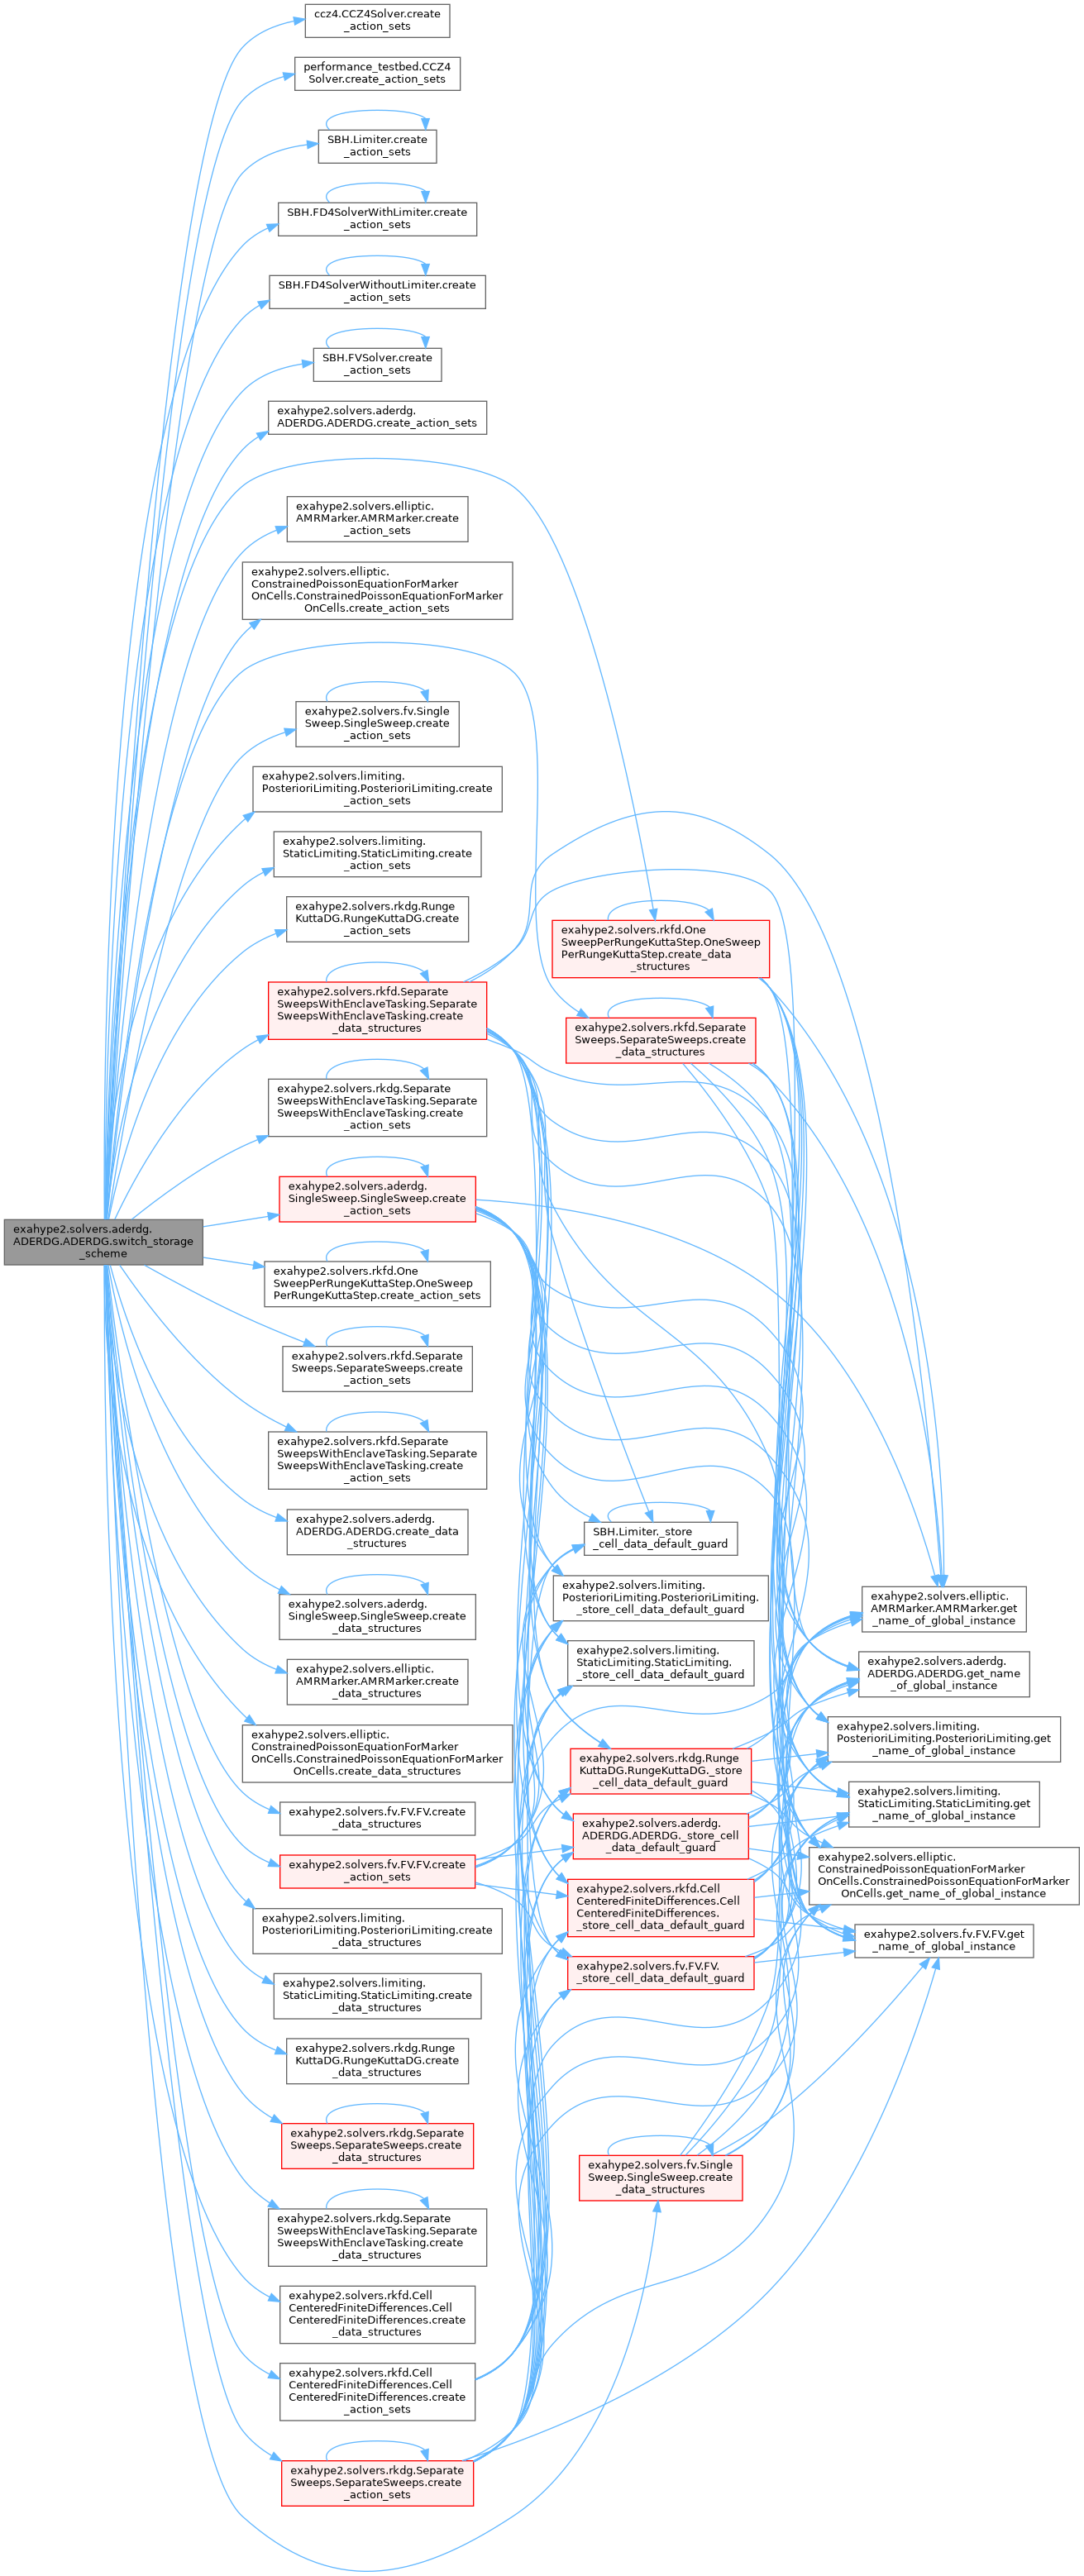 ccz4.CCZ4Solver.create
_action_sets
performance_testbed.CCZ4
Solver.create_action_sets
SBH.Limiter.create
_action_sets
SBH.FD4SolverWithLimiter.create
_action_sets
SBH.FD4SolverWithoutLimiter.create
_action_sets
SBH.FVSolver.create
_action_sets
exahype2.solvers.aderdg.
ADERDG.ADERDG.create_action_sets
exahype2.solvers.elliptic.
AMRMarker.AMRMarker.create
_action_sets
exahype2.solvers.elliptic.
ConstrainedPoissonEquationForMarker
OnCells.ConstrainedPoissonEquationForMarker
OnCells.create_action_sets
exahype2.solvers.fv.Single
Sweep.SingleSweep.create
_action_sets
exahype2.solvers.limiting.
PosterioriLimiting.PosterioriLimiting.create
_action_sets
exahype2.solvers.limiting.
StaticLimiting.StaticLimiting.create
_action_sets
exahype2.solvers.rkdg.Runge
KuttaDG.RungeKuttaDG.create
_action_sets
exahype2.solvers.rkfd.Separate
SweepsWithEnclaveTasking.Separate
SweepsWithEnclaveTasking.create
_data_structures
exahype2.solvers.rkdg.Separate
SweepsWithEnclaveTasking.Separate
SweepsWithEnclaveTasking.create
_action_sets
exahype2.solvers.aderdg.
SingleSweep.SingleSweep.create
_action_sets
exahype2.solvers.aderdg.
ADERDG.ADERDG.switch_storage
_scheme
exahype2.solvers.rkfd.One
SweepPerRungeKuttaStep.OneSweep
PerRungeKuttaStep.create_action_sets
exahype2.solvers.rkfd.Separate
Sweeps.SeparateSweeps.create
_action_sets
exahype2.solvers.rkfd.Separate
SweepsWithEnclaveTasking.Separate
SweepsWithEnclaveTasking.create
_action_sets
exahype2.solvers.aderdg.
ADERDG.ADERDG.create_data
_structures
exahype2.solvers.aderdg.
SingleSweep.SingleSweep.create
_data_structures
exahype2.solvers.elliptic.
AMRMarker.AMRMarker.create
_data_structures
exahype2.solvers.elliptic.
ConstrainedPoissonEquationForMarker
OnCells.ConstrainedPoissonEquationForMarker
OnCells.create_data_structures
exahype2.solvers.fv.FV.FV.create
_data_structures
exahype2.solvers.fv.FV.FV.create
_action_sets
exahype2.solvers.limiting.
PosterioriLimiting.PosterioriLimiting.create
_data_structures
exahype2.solvers.limiting.
StaticLimiting.StaticLimiting.create
_data_structures
exahype2.solvers.rkdg.Runge
KuttaDG.RungeKuttaDG.create
_data_structures
exahype2.solvers.rkdg.Separate
Sweeps.SeparateSweeps.create
_data_structures
exahype2.solvers.rkdg.Separate
SweepsWithEnclaveTasking.Separate
SweepsWithEnclaveTasking.create
_data_structures
exahype2.solvers.rkfd.Cell
CenteredFiniteDifferences.Cell
CenteredFiniteDifferences.create
_data_structures
exahype2.solvers.rkfd.Cell
CenteredFiniteDifferences.Cell
CenteredFiniteDifferences.create
_action_sets
exahype2.solvers.rkdg.Separate
Sweeps.SeparateSweeps.create
_action_sets
exahype2.solvers.rkfd.One
SweepPerRungeKuttaStep.OneSweep
PerRungeKuttaStep.create_data
_structures
exahype2.solvers.rkfd.Separate
Sweeps.SeparateSweeps.create
_data_structures
SBH.Limiter._store
_cell_data_default_guard
exahype2.solvers.limiting.
PosterioriLimiting.PosterioriLimiting.
_store_cell_data_default_guard
exahype2.solvers.limiting.
StaticLimiting.StaticLimiting.
_store_cell_data_default_guard
exahype2.solvers.rkdg.Runge
KuttaDG.RungeKuttaDG._store
_cell_data_default_guard
exahype2.solvers.aderdg.
ADERDG.ADERDG._store_cell
_data_default_guard
exahype2.solvers.rkfd.Cell
CenteredFiniteDifferences.Cell
CenteredFiniteDifferences.
_store_cell_data_default_guard
exahype2.solvers.fv.FV.FV.
_store_cell_data_default_guard
exahype2.solvers.fv.Single
Sweep.SingleSweep.create
_data_structures
exahype2.solvers.elliptic.
AMRMarker.AMRMarker.get
_name_of_global_instance
exahype2.solvers.aderdg.
ADERDG.ADERDG.get_name
_of_global_instance
exahype2.solvers.limiting.
PosterioriLimiting.PosterioriLimiting.get
_name_of_global_instance
exahype2.solvers.limiting.
StaticLimiting.StaticLimiting.get
_name_of_global_instance
exahype2.solvers.elliptic.
ConstrainedPoissonEquationForMarker
OnCells.ConstrainedPoissonEquationForMarker
OnCells.get_name_of_global_instance
exahype2.solvers.fv.FV.FV.get
_name_of_global_instance